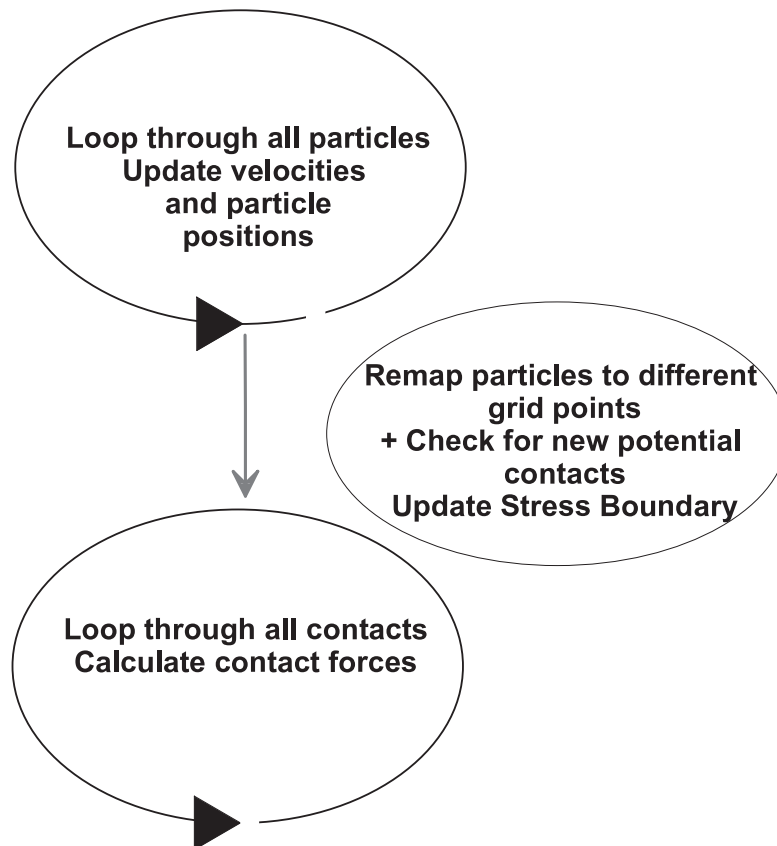 Loop through all particles
Update velocities
and particle
positions
Remap particles to different
grid points
+ Check for new potential
contacts
Update Stress Boundary
Loop through all contacts
Calculate contact forces